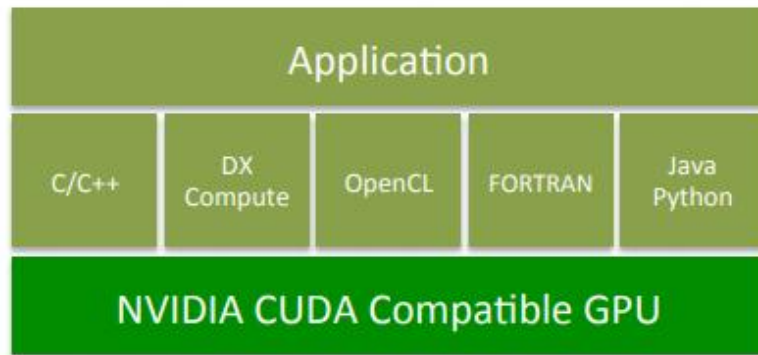 Application
C/C++
DX
Compute
OpenCL
FORTRAN
Java
Python
NVIDIA CUDA Compatible GPU